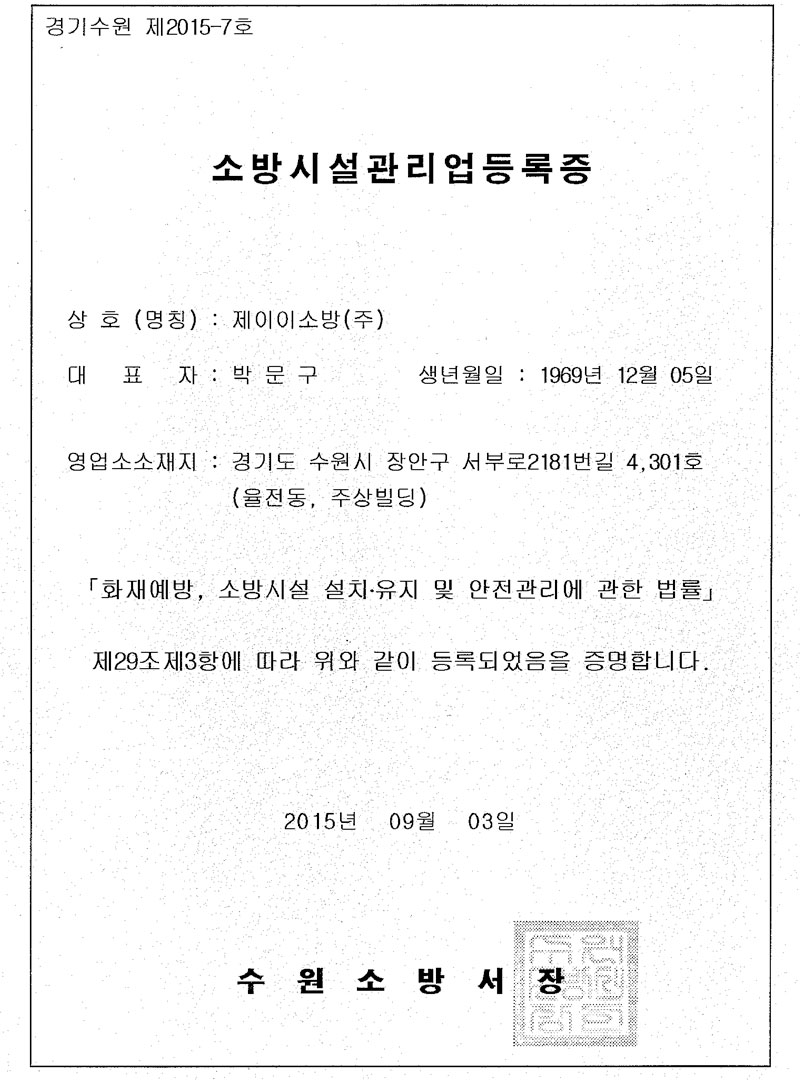 경기수원 제2015-7호
소방시설관리업등록증
상 호 (명칭) : 제이이소방(주)
대 표 자 : 박 문 구 생년월일 : 1969년 12월 05일
영업소소재지 : 경기도 수원시 장안구 서부로2181번길 4,301호
(율전동, 주상빌딩)
「화재예방, 소방시설 설치·유지 및 안전관리에 관한 법률」
제29조제3항에 따라 위와 같이 등록되었음을 증명합니다.
2015년 09월 03일
수 원 소 방 서 장